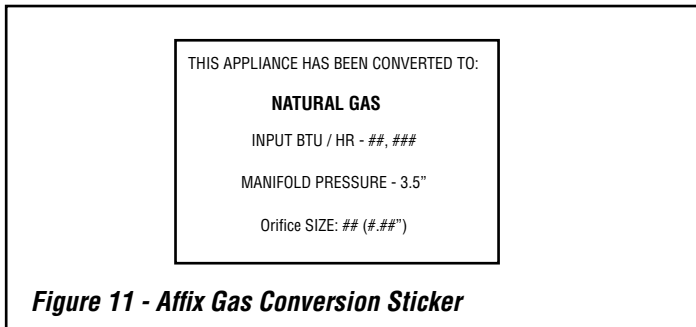 THIS APPLIANCE HAS BEEN CONVERTED TO:
NATURAL GAS
INPUT BTU / HR - ##, ###
MANIFOLD PRESSURE - 3.5”
Orifice SIZE: ## (#.##”)
Figure 11 - Affix Gas Conversion Sticker